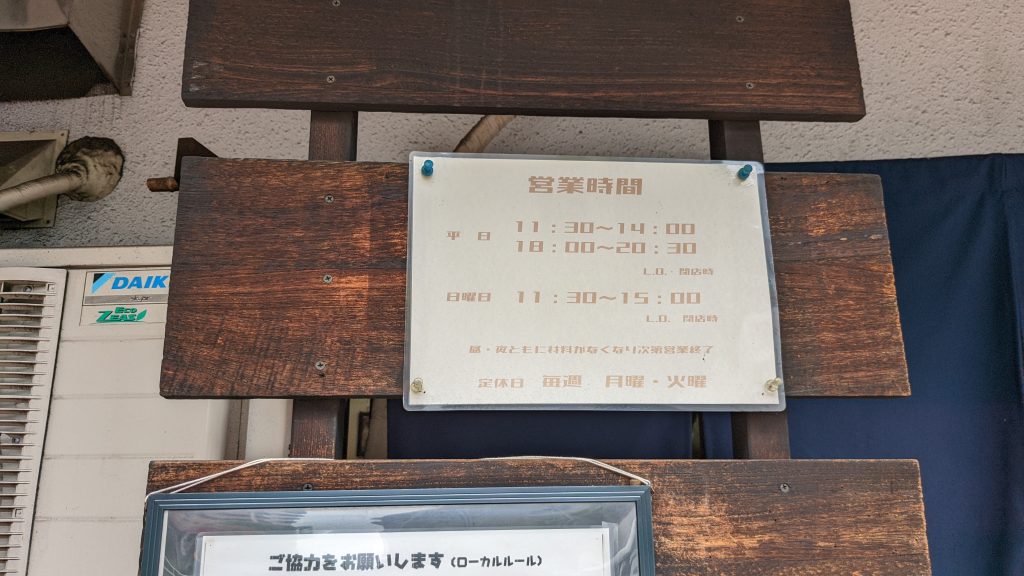 営業時間
平 日 11:30～14:00
18:00～20:30
L.O. 閉店時
日曜日 11:30～15:00
L.O. 閉店時
昼・夜ともに材料がなくなり次第営業終了
定休日 毎週 月曜・火曜
DAIK
Eco
ZEAS
ご協力をお願いします(ローカルルール)